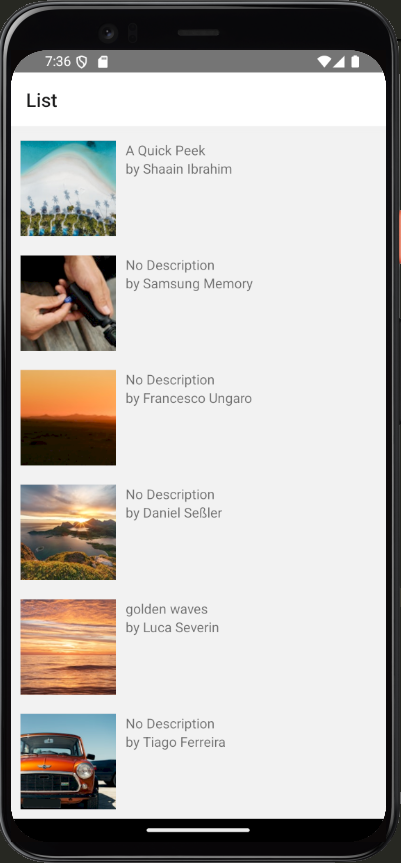 7:36
List
A Quick Peek
by Shaain Ibrahim
No Description
by Samsung Memory
No Description
by Francesco Ungaro
No Description
by Daniel Seßler
golden waves
by Luca Severin
No Description
by Tiago Ferreira